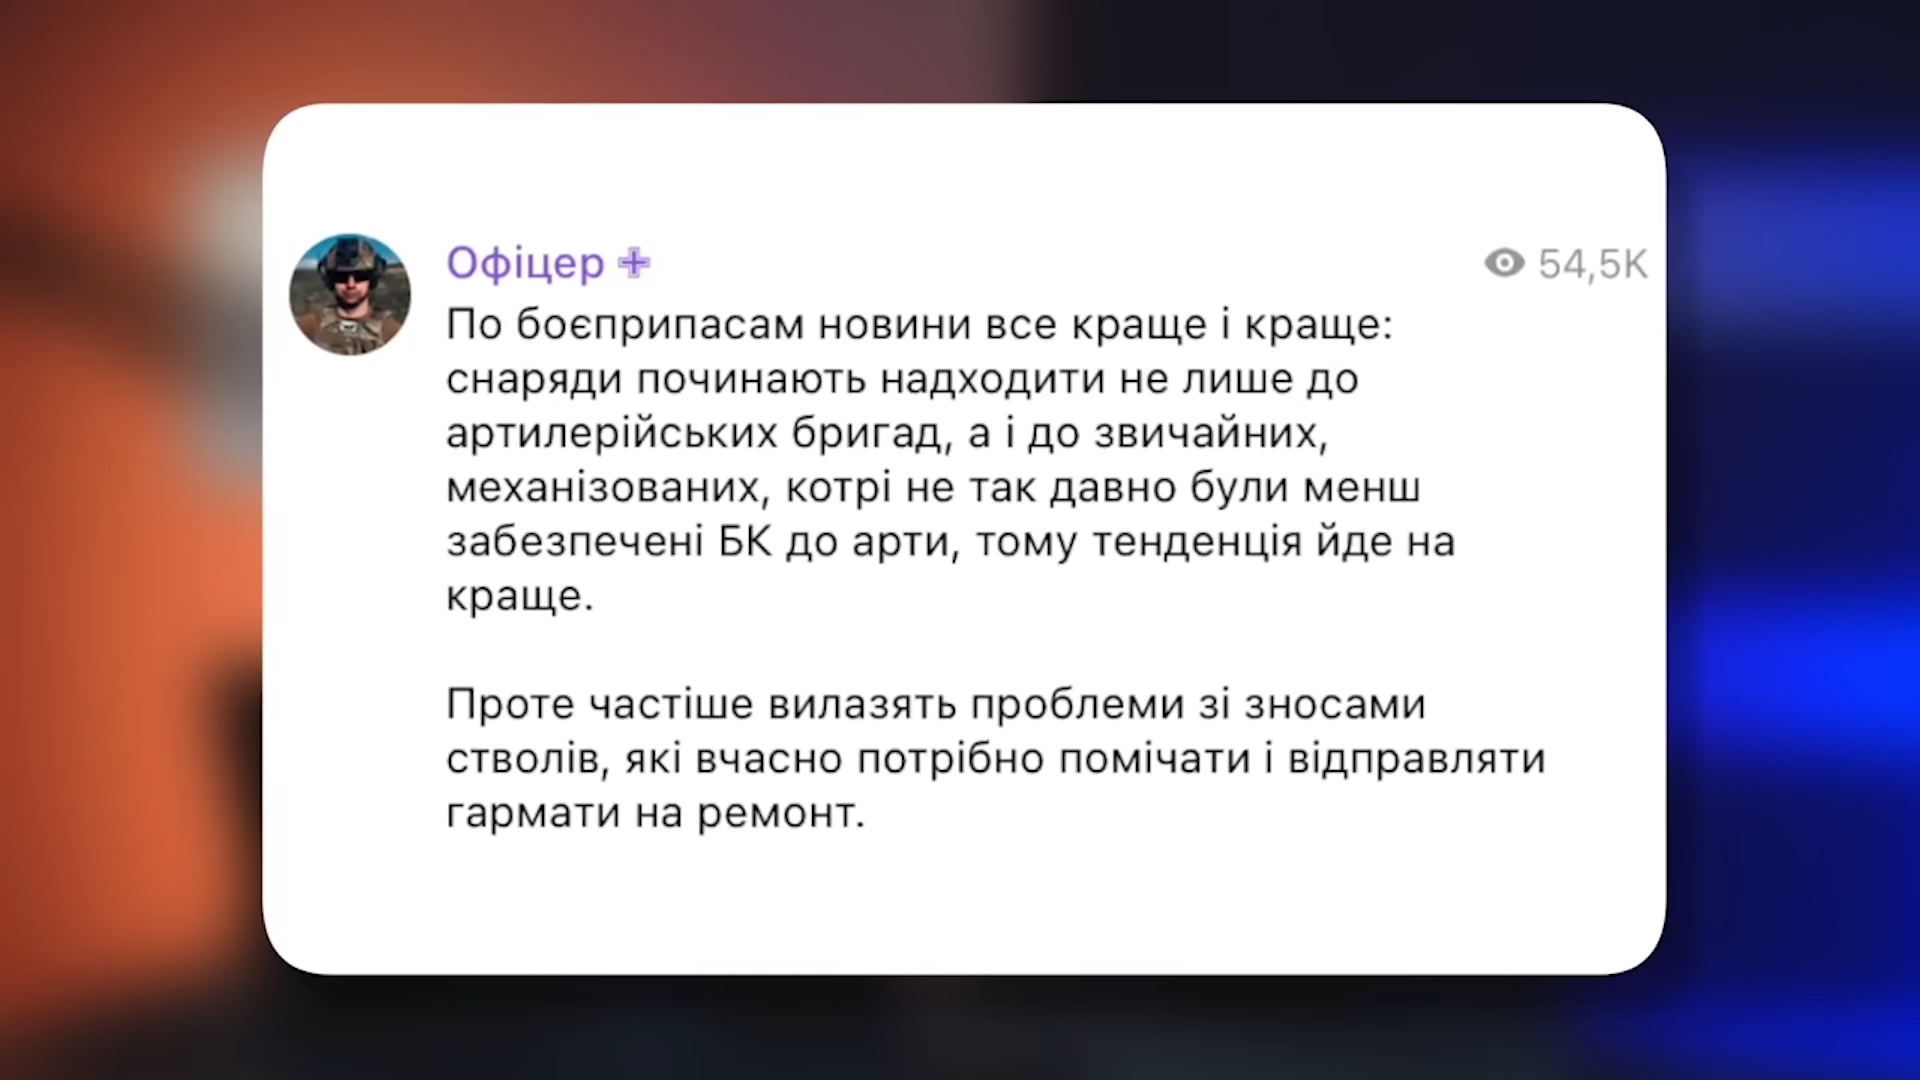 Офіцер
54,5K
По боєприпасам новини все краще і краще:
снаряди починають надходити не лише до
артилерійських бригад, а і до звичайних,
механізованих, котрі не так давно були менш
забезпечені БК до арти, тому тенденція йде на
краще.
Проте частіше вилазять проблеми зі зносами
стволів, які вчасно потрібно помічати і відправляти
гармати на ремонт.